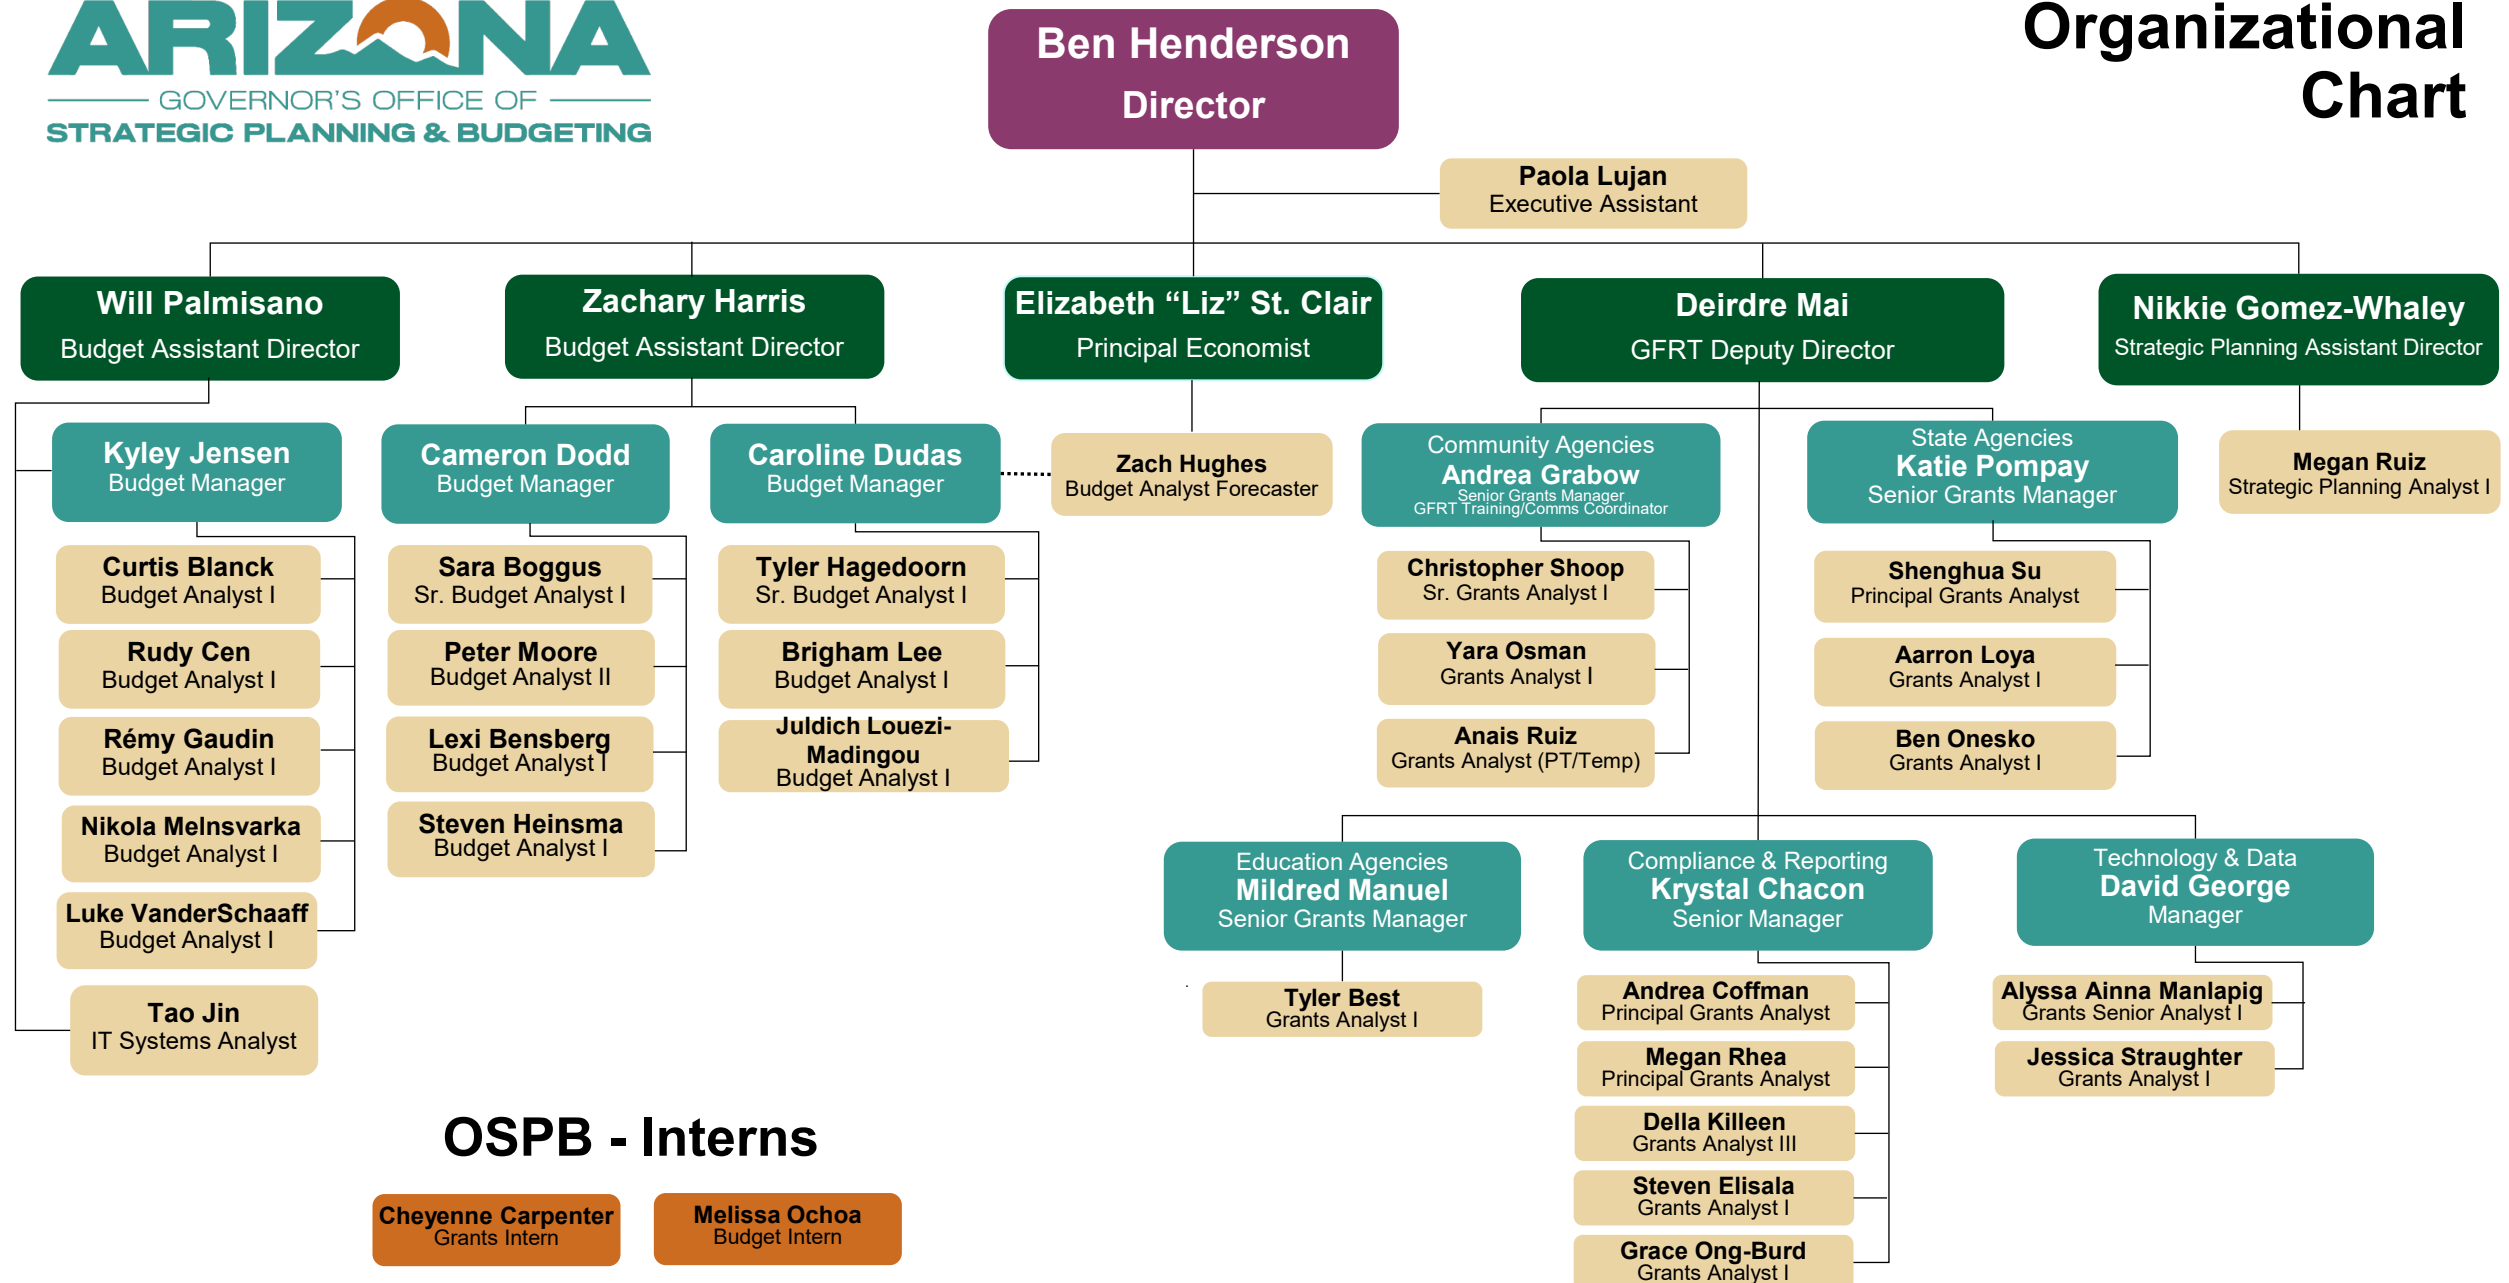 ARIZONA
GOVERNOR'S OFFICE OF
STRATEGIC PLANNING & BUDGETING
Organizational
Chart
Ben Henderson
Director
Paola Lujan
Executive Assistant
Will Palmisano
Budget Assistant Director
Zachary Harris
Budget Assistant Director
Elizabeth “Liz” St. Clair
Principal Economist
Deirdre Mai
GFRT Deputy Director
Nikkie Gomez-Whaley
Strategic Planning Assistant Director
Kyley Jensen
Budget Manager
Cameron Dodd
Budget Manager
Caroline Dudas
Budget Manager
Zach Hughes
Budget Analyst Forecaster
Community Agencies
Andrea Grabow
Senior Grants Manager
GFRT Training/Comms Coordinator
State Agencies
Katie Pompay
Senior Grants Manager
Megan Ruiz
Strategic Planning Analyst I
Curtis Blanck
Budget Analyst I
Rudy Cen
Budget Analyst I
Rémy Gaudin
Budget Analyst I
Nikola Melnsvarka
Budget Analyst I
Luke VanderSchaaff
Budget Analyst I
Tao Jin
IT Systems Analyst
Sara Boggus
Sr. Budget Analyst I
Peter Moore
Budget Analyst II
Lexi Bensberg
Budget Analyst I
Steven Heinsma
Budget Analyst I
Tyler Hagedoorn
Sr. Budget Analyst I
Brigham Lee
Budget Analyst I
Juldich Louezi-
Madingou
Budget Analyst I
Christopher Shoop
Sr. Grants Analyst I
Yara Osman
Grants Analyst I
Anais Ruiz
Grants Analyst (PT/Temp)
Shenghua Su
Principal Grants Analyst
Aarron Loya
Grants Analyst I
Ben Onesko
Grants Analyst I
Education Agencies
Mildred Manuel
Senior Grants Manager
Compliance & Reporting
Krystal Chacon
Senior Manager
Technology & Data
David George
Manager
Tyler Best
Grants Analyst I
Andrea Coffman
Principal Grants Analyst
Megan Rhea
Principal Grants Analyst
Della Killeen
Grants Analyst III
Steven Elisala
Grants Analyst I
Grace Ong-Burd
Grants Analyst I
Alyssa Ainna Manlapig
Grants Senior Analyst I
Jessica Straughter
Grants Analyst I
OSPB - Interns
Cheyenne Carpenter
Grants Intern
Melissa Ochoa
Budget Intern